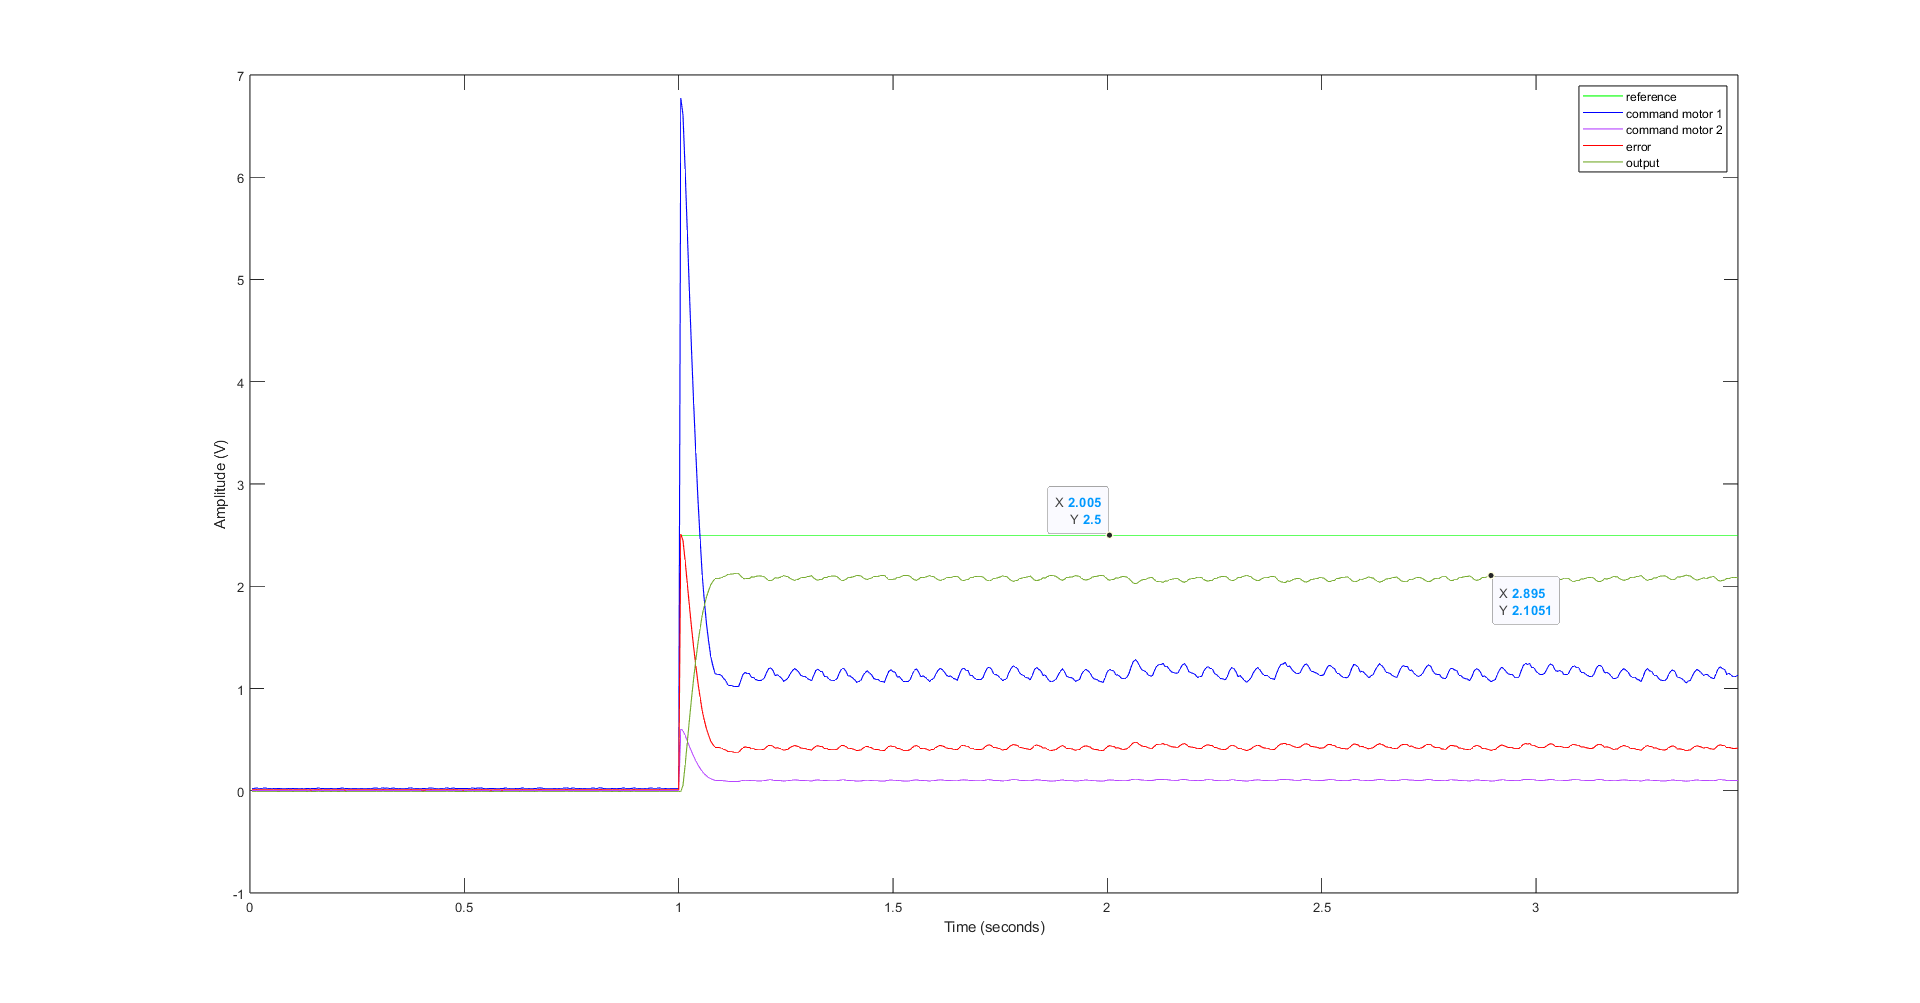 7
6
5
4
3
2
1
0
-1
Amplitude (V)
reference
command motor 1
command motor 2
error
output
X 2.005
Y 2.5
X 2.895
Y 2.1051
0 0.5 1 1.5 2 2.5 3
Time (seconds)